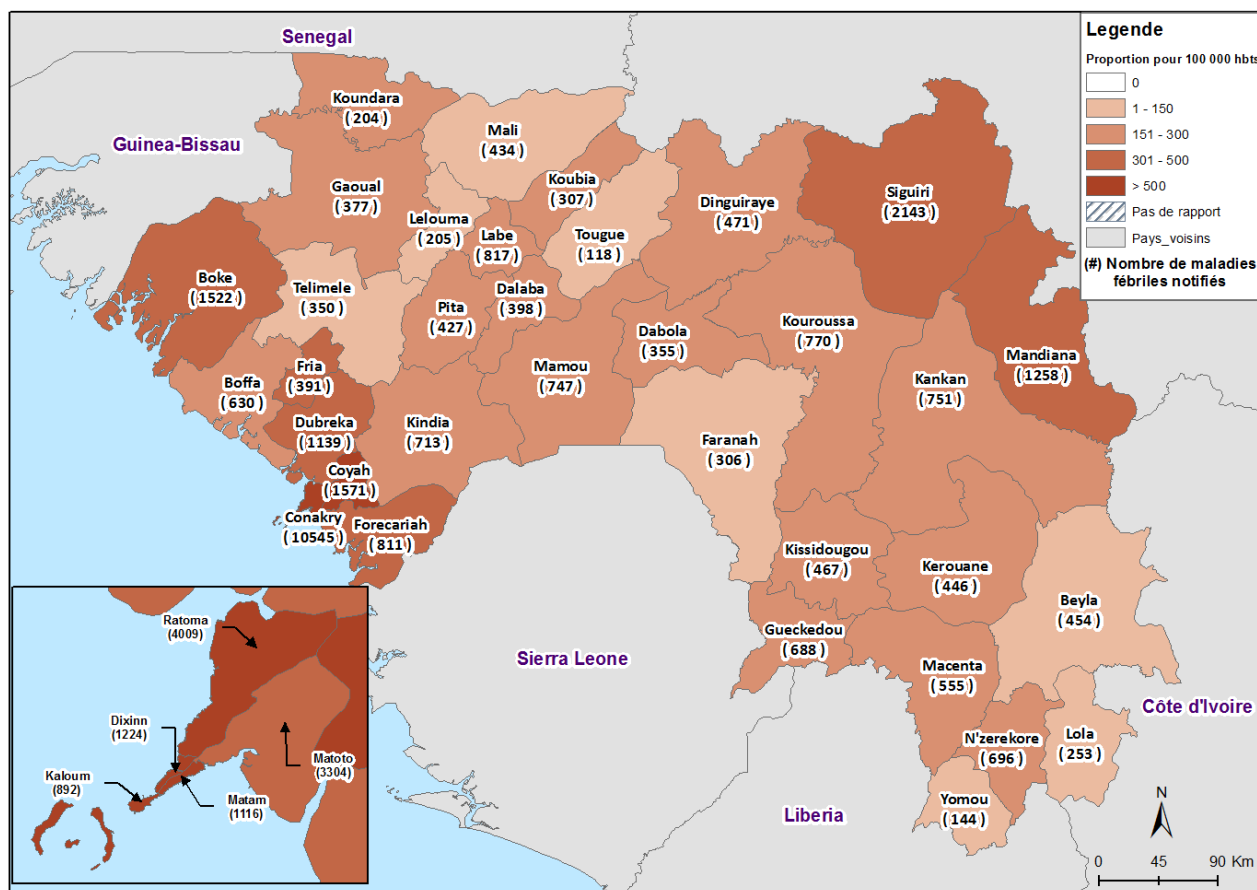 Senegal
Guinea-Bissau
Koundara
( 204 )
Mali
( 434 )
Gaoual
( 377 )
Koubia
( 307 )
Lelouma
( 205 )
Labe
( 817 )
Tougue
( 118 )
Dinguiraye
( 471 )
Siguiri
( 2143 )
Boke
( 1522 )
Telimele
( 350 )
Pita
( 427 )
Dalaba
( 398 )
Dabola
( 355 )
Kouroussa
( 770 )
Mandiana
( 1258 )
Fria
( 391 )
Boffa
( 630 )
Mamou
( 747 )
Kankan
( 751 )
Dubreka
( 1139 )
Kindia
( 713 )
Faranah
( 306 )
Coyah
( 1571 )
Conakry
( 10545 )
Forecariah
( 811 )
Kissidougou
( 467 )
Kerouane
( 446 )
Beyla
( 454 )
Gueckedou
( 688 )
Macenta
( 555 )
Sierra Leone
Côte d'Ivoire
N'zerekore
( 696 )
Lola
( 253 )
Yomou
( 144 )
Liberia
Legende
Proportion pour 100 000 hbts
0
1 - 150
151 - 300
301 - 500
> 500
Pas de rapport
Pays_voisins
(#) Nombre de maladies
fébriles notifiés
Ratoma
(4009)
Dixinn
(1224)
Kaloum
(892)
Matoto
(3304)
Matam
(1116)
N
0 45 90 Km